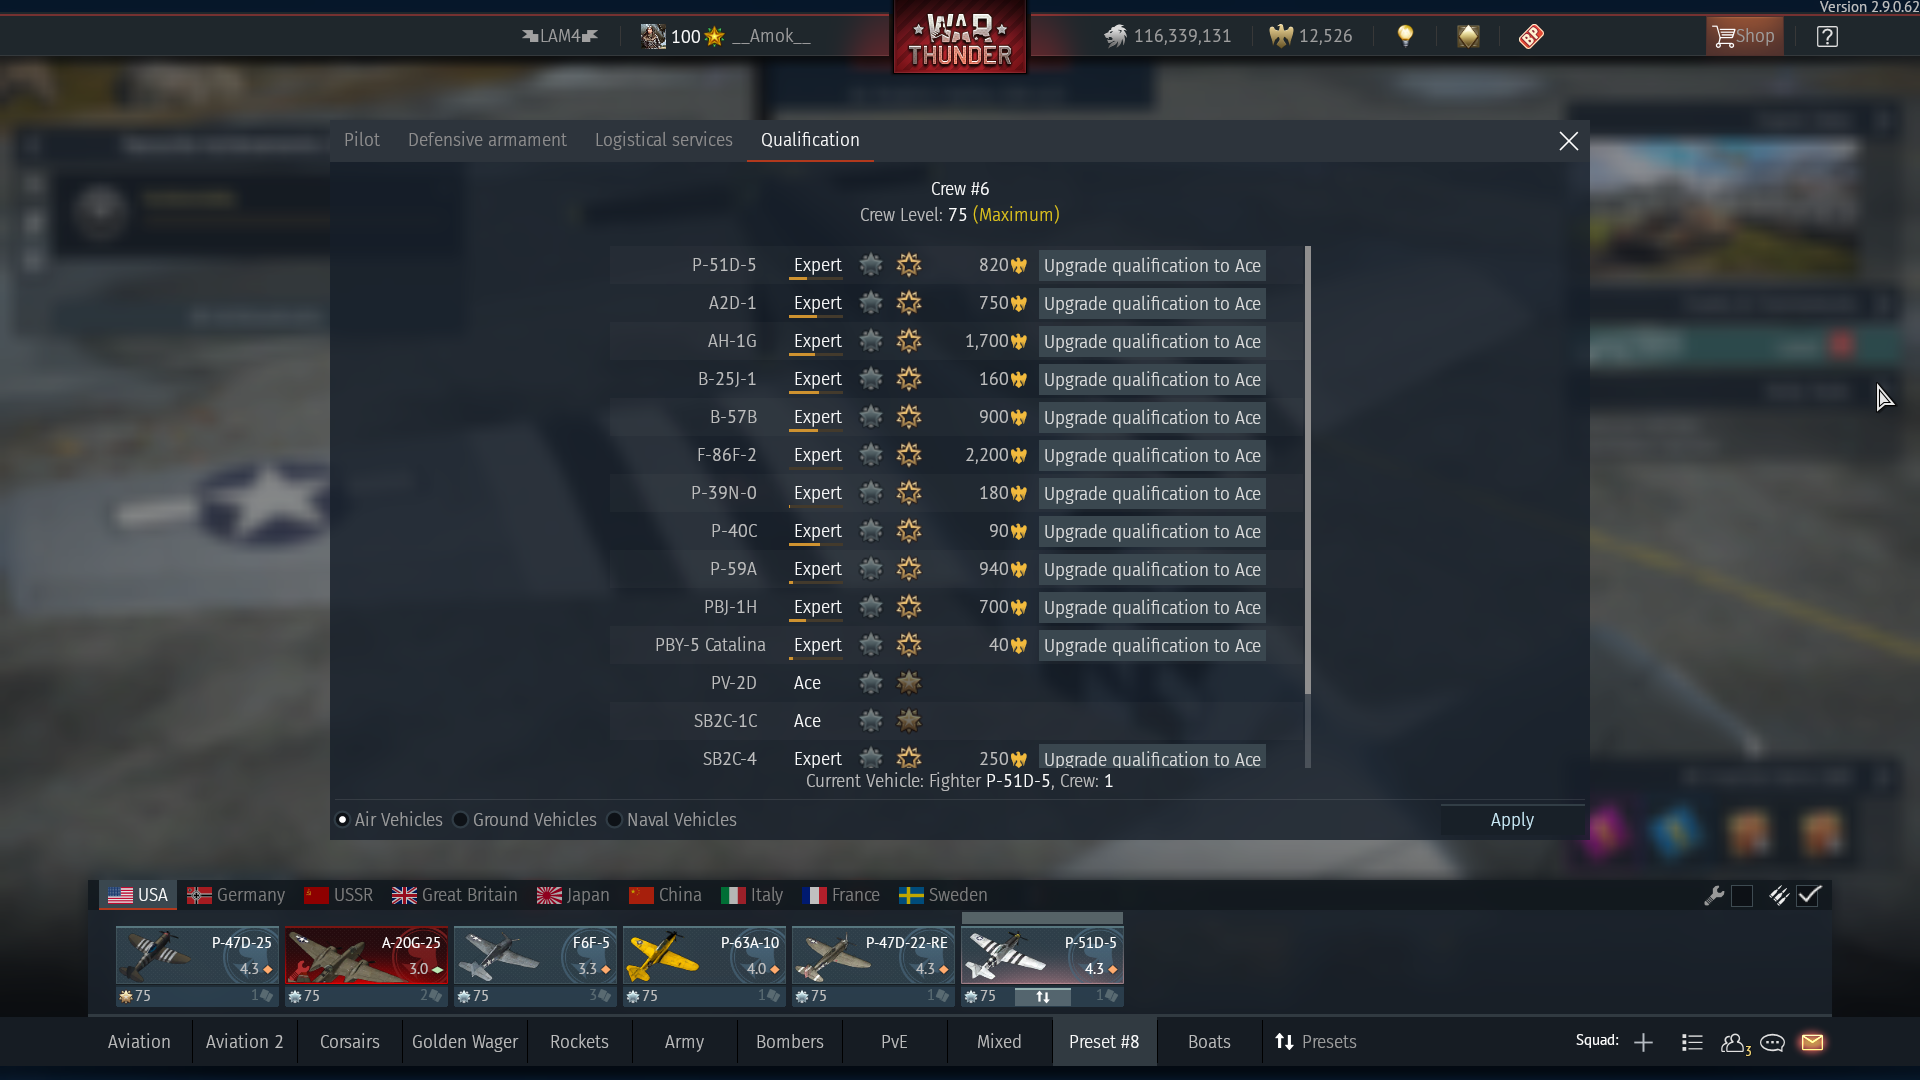 Version 2.9.0.62
LAM4
100 __Amok__
WAR THUNDER
116,339,131
12,526
BP
Shop
?
Pilot Defensive armament Logistical services Qualification
Crew #6
Crew Level: 75 (Maximum)
P-51D-5 Expert 820 Upgrade qualification to Ace
A2D-1 Expert 750 Upgrade qualification to Ace
AH-1G Expert 1,700 Upgrade qualification to Ace
B-25J-1 Expert 160 Upgrade qualification to Ace
B-57B Expert 900 Upgrade qualification to Ace
F-86F-2 Expert 2,200 Upgrade qualification to Ace
P-39N-0 Expert 180 Upgrade qualification to Ace
P-40C Expert 90 Upgrade qualification to Ace
P-59A Expert 940 Upgrade qualification to Ace
PBJ-1H Expert 700 Upgrade qualification to Ace
PBY-5 Catalina Expert 40 Upgrade qualification to Ace
PV-2D Ace
SB2C-1C Ace
SB2C-4 Expert 250 Upgrade qualification to Ace
Current Vehicle: Fighter P-51D-5, Crew: 1
Air Vehicles Ground Vehicles Naval Vehicles Apply
USA Germany USSR Great Britain Japan China Italy France Sweden
P-47D-25 A-20G-25 F6F-5 P-63A-10 P-47D-22-RE P-51D-5
4.3 3.0 3.3 4.0 4.3 4.3
75 1 75 2 75 3 75 1 75 1 75 1
Aviation Aviation 2 Corsairs Golden Wager Rockets Army Bombers PvE Mixed Preset #8 Boats Presets Squad: 3